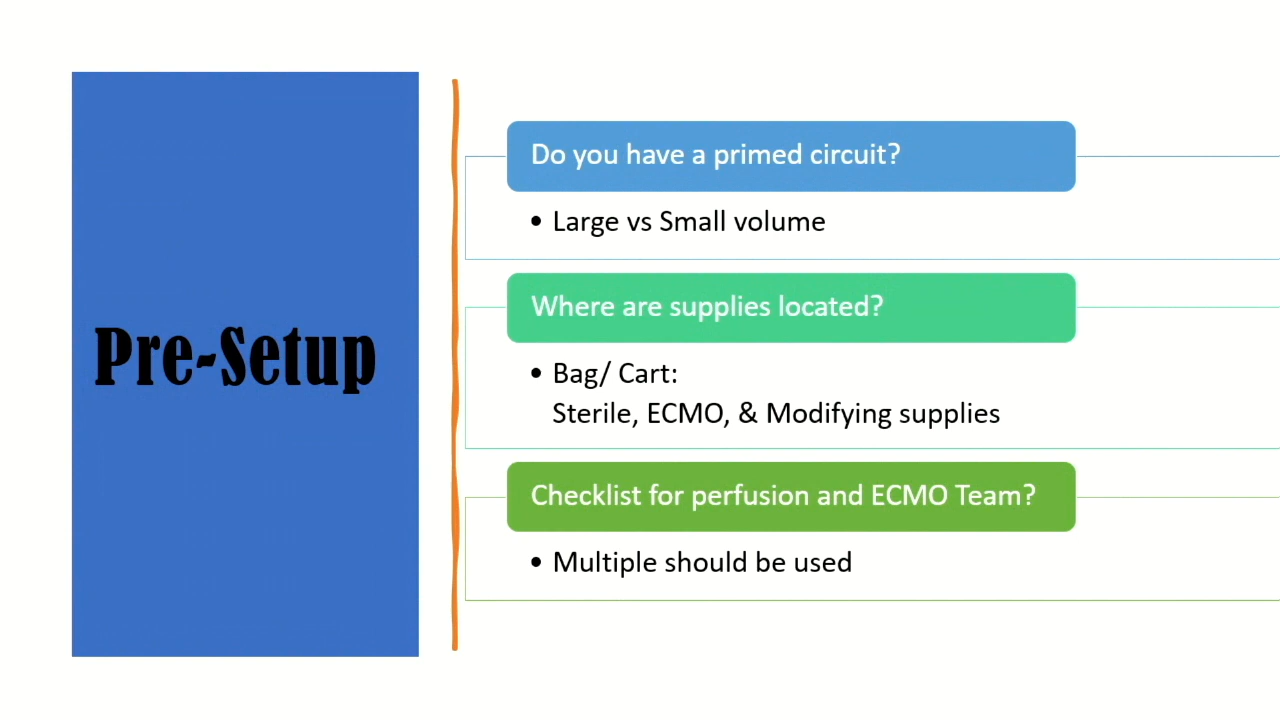 Pre-Setup
Do you have a primed circuit?
• Large vs Small volume
Where are supplies located?
• Bag/ Cart:
Sterile, ECMO, & Modifying supplies
Checklist for perfusion and ECMO Team?
• Multiple should be used